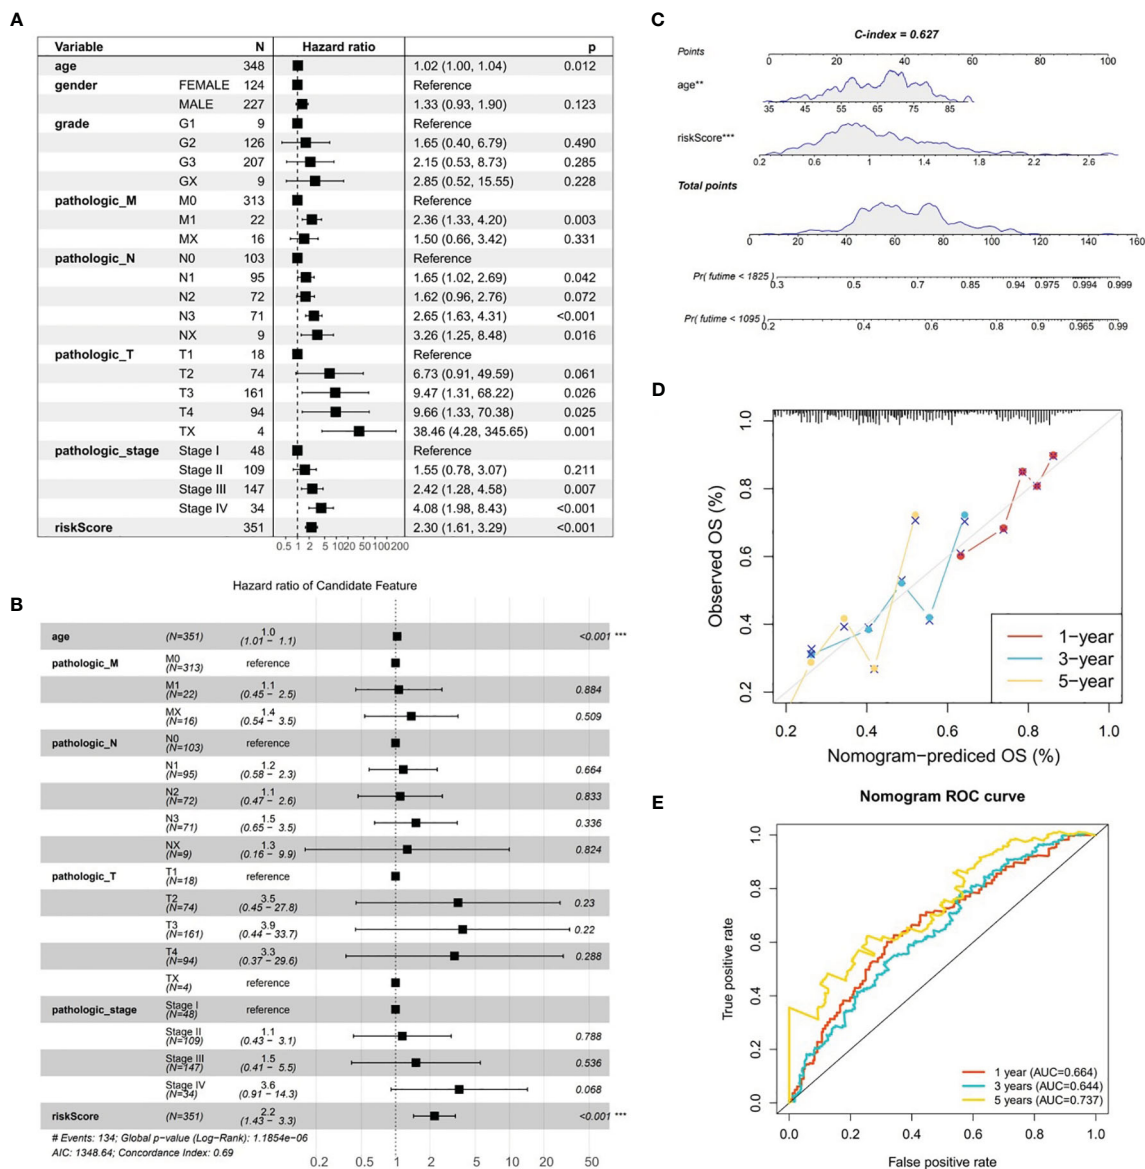 A
Variable N Hazard ratio p
age 348 1.02 (1.00, 1.04) 0.012
gender FEMALE 124 Reference
MALE 227 1.33 (0.93, 1.90) 0.123
grade G1 9 Reference
G2 126 1.65 (0.40, 6.79) 0.490
G3 207 2.15 (0.53, 8.73) 0.285
GX 9 2.85 (0.52, 15.55) 0.228
pathologic_M M0 313 Reference
M1 22 2.36 (1.33, 4.20) 0.003
MX 16 1.50 (0.66, 3.42) 0.331
pathologic_N N0 103 Reference
N1 95 1.65 (1.02, 2.69) 0.042
N2 72 1.62 (0.96, 2.76) 0.072
N3 71 2.65 (1.63, 4.31) <0.001
NX 9 3.26 (1.25, 8.48) 0.016
pathologic_T T1 18 Reference
T2 74 6.73 (0.91, 49.59) 0.061
T3 161 9.47 (1.31, 68.22) 0.026
T4 94 9.66 (1.33, 70.38) 0.025
TX 4 38.46 (4.28, 345.65) 0.001
pathologic_stage Stage I 48 Reference
Stage II 109 1.55 (0.78, 3.07) 0.211
Stage III 147 2.42 (1.28, 4.58) 0.007
Stage IV 34 4.08 (1.98, 8.43) <0.001
riskScore 351 2.30 (1.61, 3.29) <0.001
0.5 1 2 5 10 20 50 100 200
B
Hazard ratio of Candidate Feature
0.2 0.5 1 2 5 10 20 50
age (N=351) 1.0 <0.001 ***
(1.01 − 1.1)
pathologic_M M0 reference
(N=313)
M1 1.1 0.884
(N=22) (0.45 − 2.5)
MX 1.4 0.509
(N=16) (0.54 − 3.5)
pathologic_N N0 reference
(N=103)
N1 1.2 0.664
(N=95) (0.58 − 2.3)
N2 1.1 0.833
(N=72) (0.47 − 2.6)
N3 1.5 0.336
(N=71) (0.65 − 3.5)
NX 1.3 0.824
(N=9) (0.16 − 9.9)
pathologic_T T1 reference
(N=18)
T2 3.5 0.23
(N=74) (0.45 − 27.8)
T3 3.9 0.22
(N=161) (0.44 − 33.7)
T4 3.3 0.288
(N=94) (0.37 − 29.6)
TX reference
(N=4)
pathologic_stage Stage I reference
(N=48)
Stage II 1.1 0.788
(N=109) (0.43 − 3.1)
Stage III 1.5 0.536
(N=147) (0.41 − 5.5)
Stage IV 3.6 0.068
(N=34) (0.91 − 14.3)
riskScore (N=351) 2.2 <0.001 ***
(1.43 − 3.3)
# Events: 134; Global p−value (Log−Rank): 1.1854e−06
AIC: 1348.64; Concordance Index: 0.69
0.2 0.5 1 2 5 10 20 50
C
C-index = 0.627
Points
0 20 40 60 80 100
age**
35 45 55 65 75 85
riskScore***
0.2 0.6 1 1.4 1.8 2.2 2.6
Total points
0 20 40 60 80 100 120 140 160
Pr( futime < 1825 )
0.3 0.5 0.7 0.85 0.94 0.975 0.994 0.999
Pr( futime < 1095 )
0.2 0.4 0.6 0.8 0.9 0.965 0.99
D
Observed OS (%)
1.0
0.8
0.6
0.4
0.2
1−year
3−year
5−year
0.2 0.4 0.6 0.8 1.0
Nomogram−prediced OS (%)
E
Nomogram ROC curve
True positive rate
1.0
0.8
0.6
0.4
0.2
0.0
1 year (AUC=0.664)
3 years (AUC=0.644)
5 years (AUC=0.737)
0.0 0.2 0.4 0.6 0.8 1.0
False positive rate